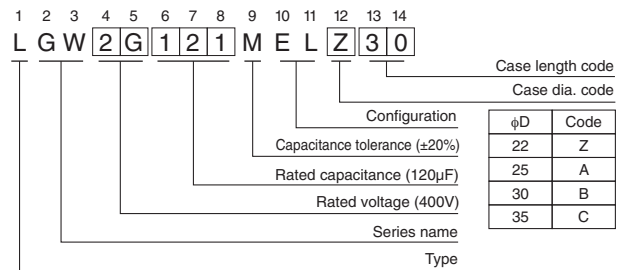 1 2 3 4 5 6 7 8 9 10 11 12 13 14
L G W 2 G 1 2 1 M E L Z 3 0
Case length code
Case dia. code
Configuration
Capacitance tolerance (±20%)
Rated capacitance (120µF)
Rated voltage (400V)
Series name
Type
ϕD Code
22 Z
25 A
30 B
35 C